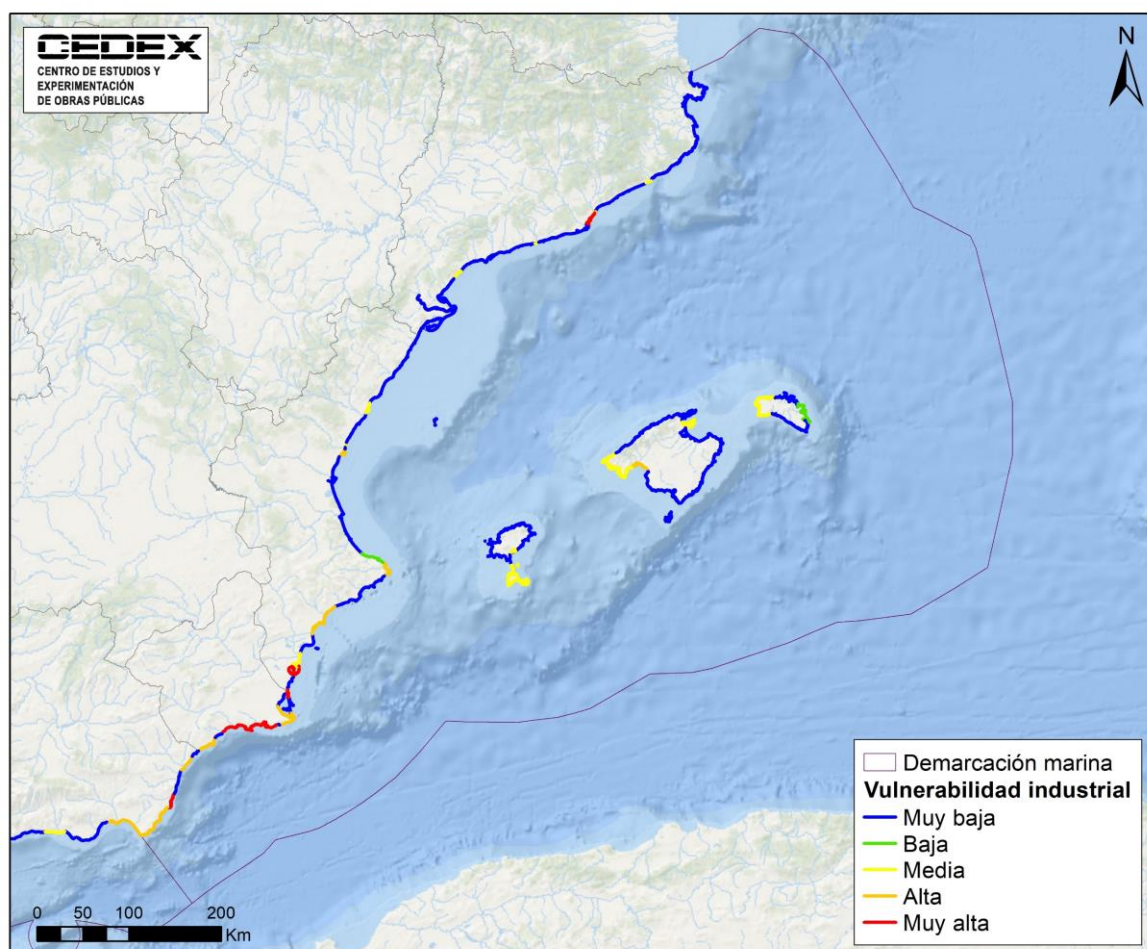 CEDEX
CENTRO DE ESTUDIOS Y
EXPERIMENTACIÓN
DE OBRAS PÚBLICAS
N
Demarcación marina
Vulnerabilidad industrial
Muy baja
Baja
Media
Alta
Muy alta
0 50 100 200
Km